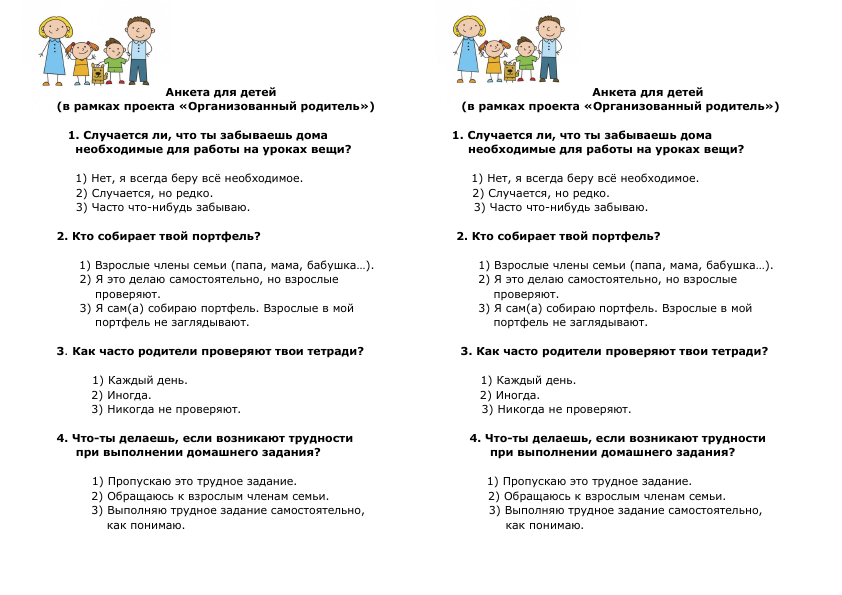 Анкета для детей
(в рамках проекта «Организованный родитель»)
1. Случается ли, что ты забываешь дома
необходимые для работы на уроках вещи?
1) Нет, я всегда беру всё необходимое.
2) Случается, но редко.
3) Часто что-нибудь забываю.
2. Кто собирает твой портфель?
1) Взрослые члены семьи (папа, мама, бабушка…).
2) Я это делаю самостоятельно, но взрослые
проверяют.
3) Я сам(а) собираю портфель. Взрослые в мой
портфель не заглядывают.
3. Как часто родители проверяют твои тетради?
1) Каждый день.
2) Иногда.
3) Никогда не проверяют.
4. Что-ты делаешь, если возникают трудности
при выполнении домашнего задания?
1) Пропускаю это трудное задание.
2) Обращаюсь к взрослым членам семьи.
3) Выполняю трудное задание самостоятельно,
как понимаю.
Анкета для детей
(в рамках проекта «Организованный родитель»)
1. Случается ли, что ты забываешь дома
необходимые для работы на уроках вещи?
1) Нет, я всегда беру всё необходимое.
2) Случается, но редко.
3) Часто что-нибудь забываю.
2. Кто собирает твой портфель?
1) Взрослые члены семьи (папа, мама, бабушка…).
2) Я это делаю самостоятельно, но взрослые
проверяют.
3) Я сам(а) собираю портфель. Взрослые в мой
портфель не заглядывают.
3. Как часто родители проверяют твои тетради?
1) Каждый день.
2) Иногда.
3) Никогда не проверяют.
4. Что-ты делаешь, если возникают трудности
при выполнении домашнего задания?
1) Пропускаю это трудное задание.
2) Обращаюсь к взрослым членам семьи.
3) Выполняю трудное задание самостоятельно,
как понимаю.